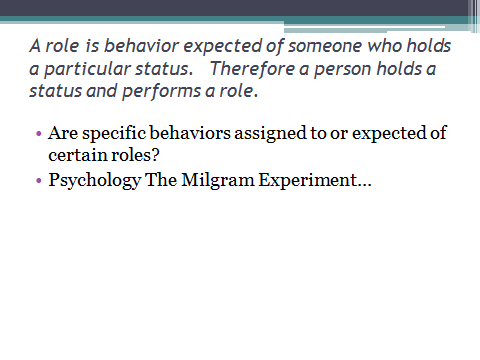 A role is behavior expected of someone who holds
a particular status.   Therefore a person holds a
status and performs a role.
• Are specific behaviors assigned to or expected of
certain roles?
• Psychology The Milgram Experiment…